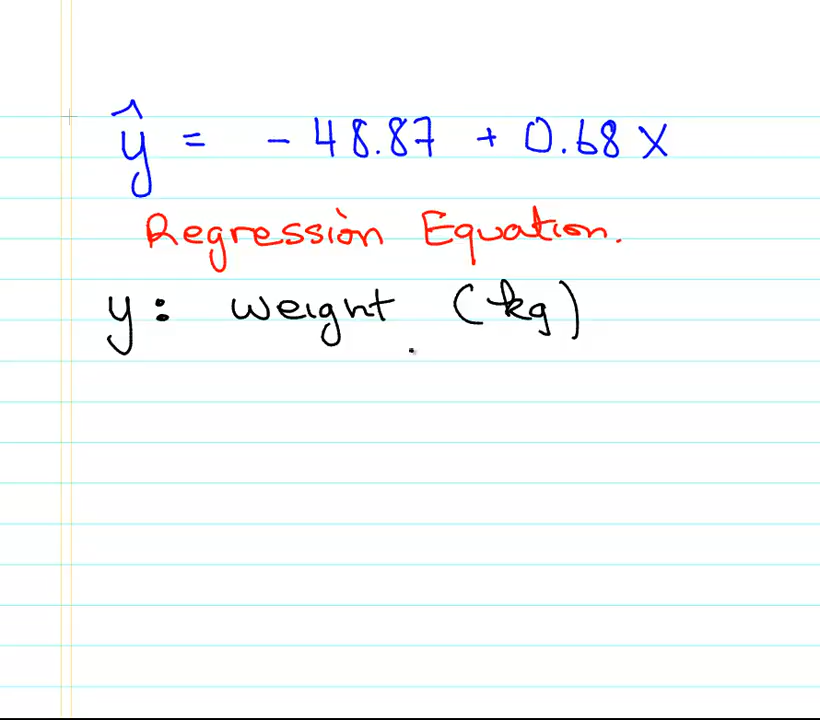 ŷ = - 48.87 + 0.68 x
Regression Equation.
y: weight (kg)